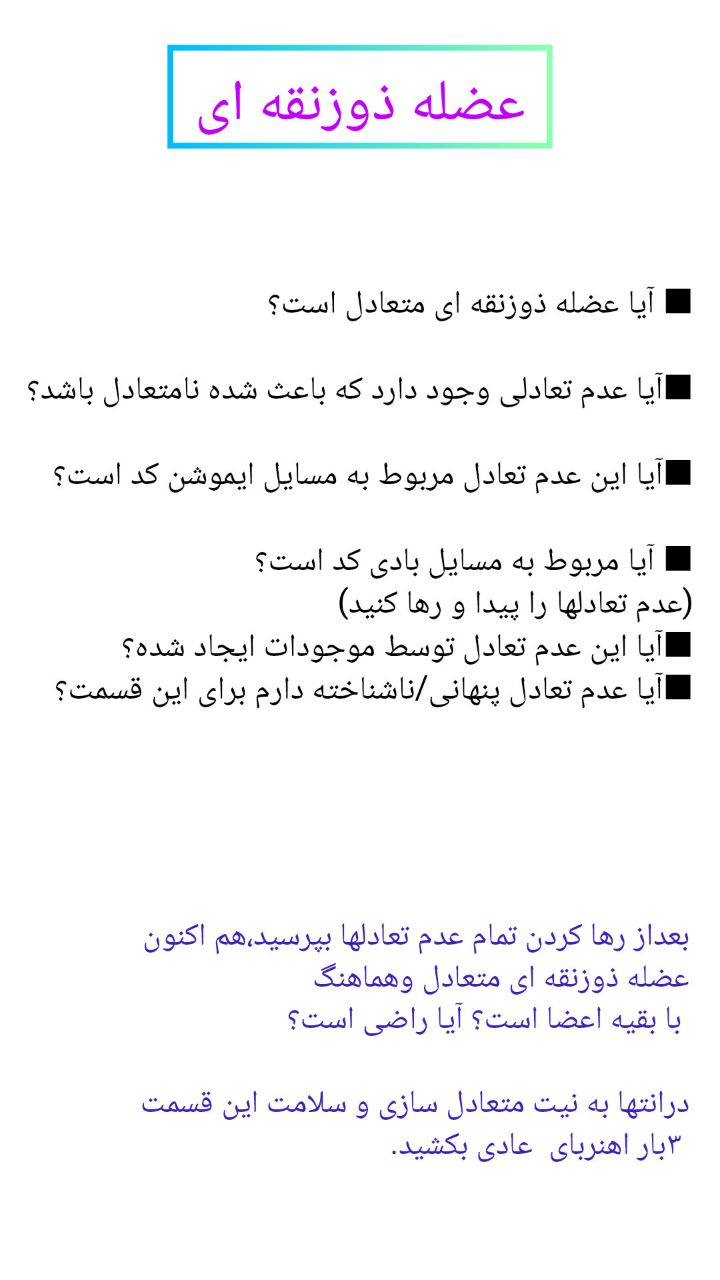 عضله ذوزنقه ای
■ آیا عضله ذوزنقه ای متعادل است؟
■آیا عدم تعادلی وجود دارد که باعث شده نامتعادل باشد؟
■آیا این عدم تعادل مربوط به مسایل ایموشن کد است؟
■ آیا مربوط به مسایل بادی کد است؟
(عدم تعادلها را پیدا و رها کنید)
■آیا این عدم تعادل توسط موجودات ایجاد شده؟
■آیا عدم تعادل پنهانی/ناشناخته دارم برای این قسمت؟
بعداز رها کردن تمام عدم تعادلها بپرسید،هم اکنون
عضله ذوزنقه ای متعادل وهماهنگ
با بقیه اعضا است؟ آیا راضی است؟
درانتها به نیت متعادل سازی و سلامت این قسمت
۳بار اهنربای  عادی بکشید.